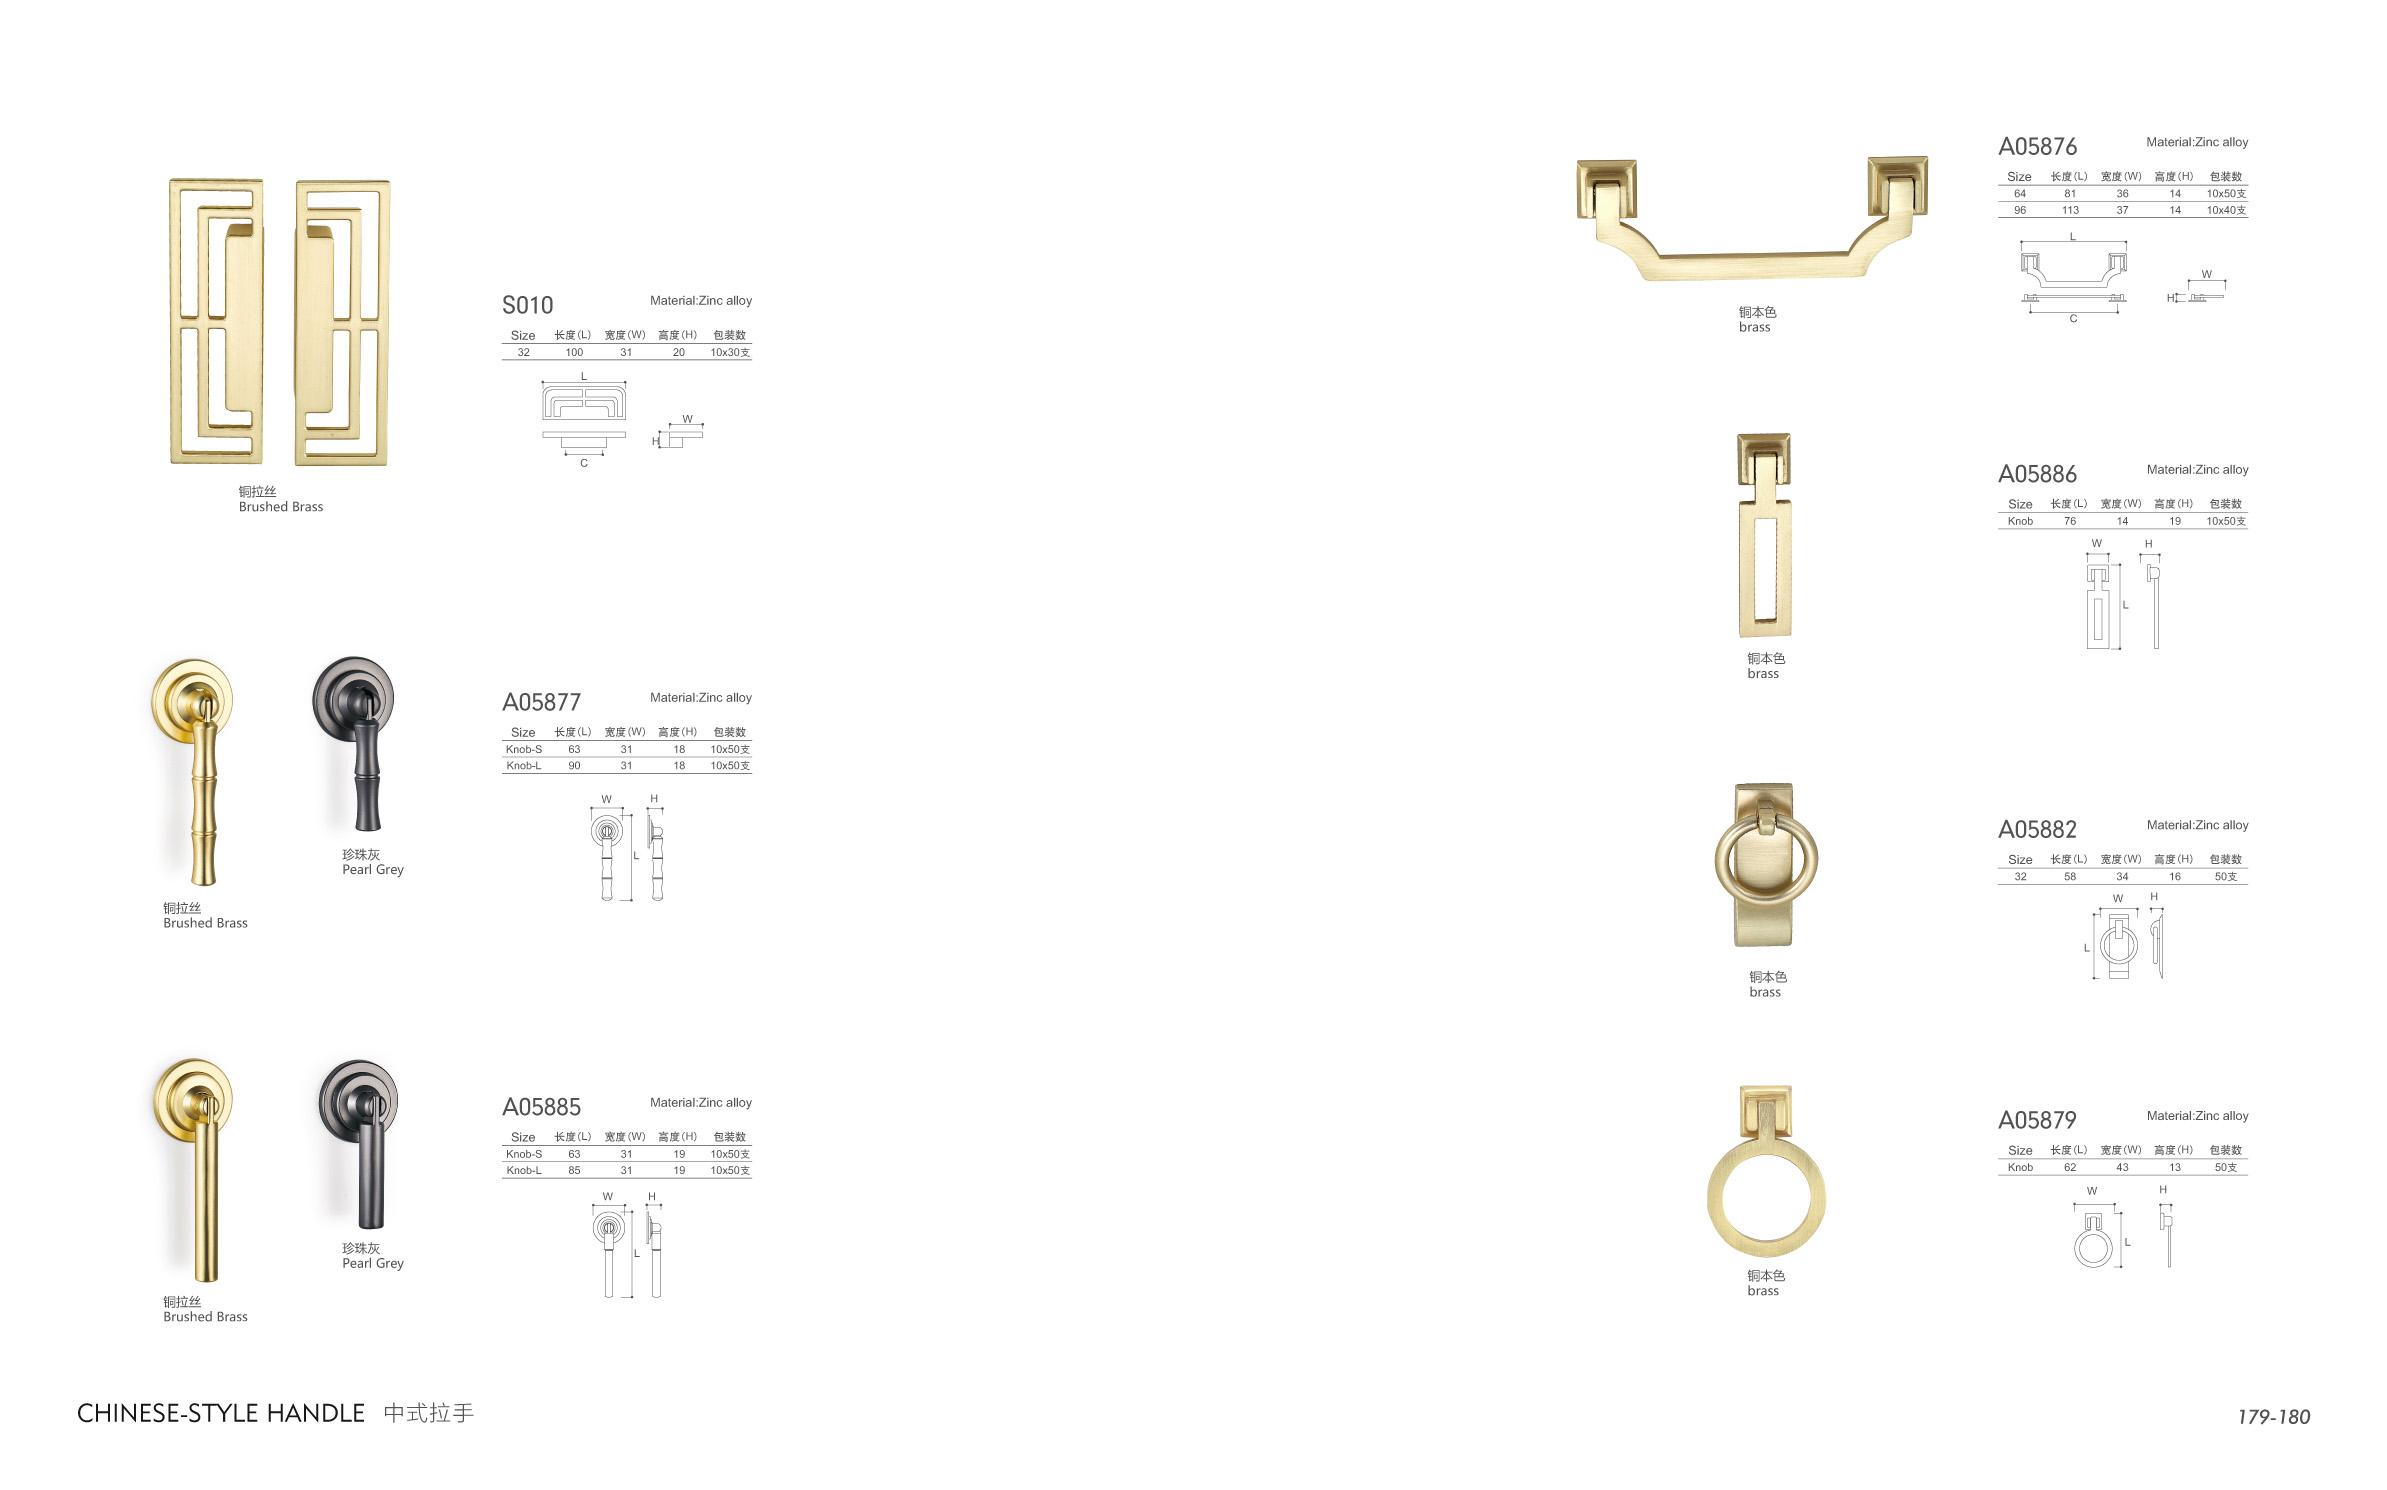 S010 Material:Zinc alloy
Size 长度(L) 宽度(W) 高度(H) 包装数
32 100 31 20 10x30支
L
W
H
C
铜拉丝
Brushed Brass
A05877 Material:Zinc alloy
Size 长度(L) 宽度(W) 高度(H) 包装数
Knob-S 63 31 18 10x50支
Knob-L 90 31 18 10x50支
W H
L
珍珠灰
Pearl Grey
铜拉丝
Brushed Brass
A05885 Material:Zinc alloy
Size 长度(L) 宽度(W) 高度(H) 包装数
Knob-S 63 31 19 10x50支
Knob-L 85 31 19 10x50支
W H
L
珍珠灰
Pearl Grey
铜拉丝
Brushed Brass
A05876 Material:Zinc alloy
Size 长度(L) 宽度(W) 高度(H) 包装数
64 81 36 14 10x50支
96 113 37 14 10x40支
L
W
H
C
铜本色
brass
A05886 Material:Zinc alloy
Size 长度(L) 宽度(W) 高度(H) 包装数
Knob 76 14 19 10x50支
W H
L
铜本色
brass
A05882 Material:Zinc alloy
Size 长度(L) 宽度(W) 高度(H) 包装数
32 58 34 16 50支
W H
L
铜本色
brass
A05879 Material:Zinc alloy
Size 长度(L) 宽度(W) 高度(H) 包装数
Knob 62 43 13 50支
W H
L
铜本色
brass
CHINESE-STYLE HANDLE 中式拉手
179-180